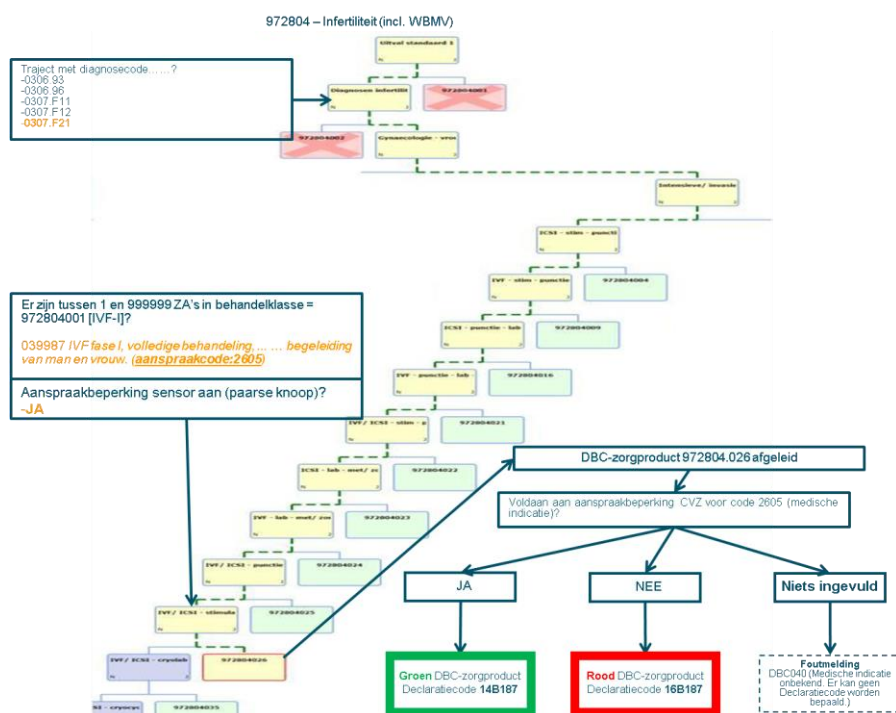 972804 – Infertiliteit (incl. WBMV)
Uitval standaard 1
Traject met diagnosecode……?
-0306.93
-0306.96
-0307.F11
-0307.F12
-0307.F21
Diagnosen infertili
972804001
972804002
Gynaecologie - vrou
Intensieve/ invasie
ICSI - stim - puncti
IVF - stim - puncti
972804004
ICSI - punctie - lab
972804009
IVF - punctie - lab -
972804016
IVF/ ICSI - stim - p
972804021
ICSI - lab - met/ zo
972804022
IVF - lab - met/ zon
972804023
IVF/ ICSI - punctie
972804024
IVF/ ICSI - stimula
972804025
IVF/ ICSI - cryolab
972804026
972804035
Er zijn tussen 1 en 999999 ZA's in behandelklasse =
972804001 [IVF-I]?
039987 IVF fase I, volledige behandeling, … … begeleiding
van man en vrouw. (aanspraakcode:2605)
Aanspraakbeperking sensor aan (paarse knoop)?
-JA
DBC-zorgproduct 972804.026 afgeleid
Voldaan aan aanspraakbeperking CVZ voor code 2605 (medische
indicatie)?
JA
NEE
Niets ingevuld
Groen DBC-zorgproduct
Declaratiecode 14B187
Rood DBC-zorgproduct
Declaratiecode 16B187
Foutmelding
DBC040 (Medische indicatie
onbekend. Er kan geen
Declaratiecode worden
bepaald.)